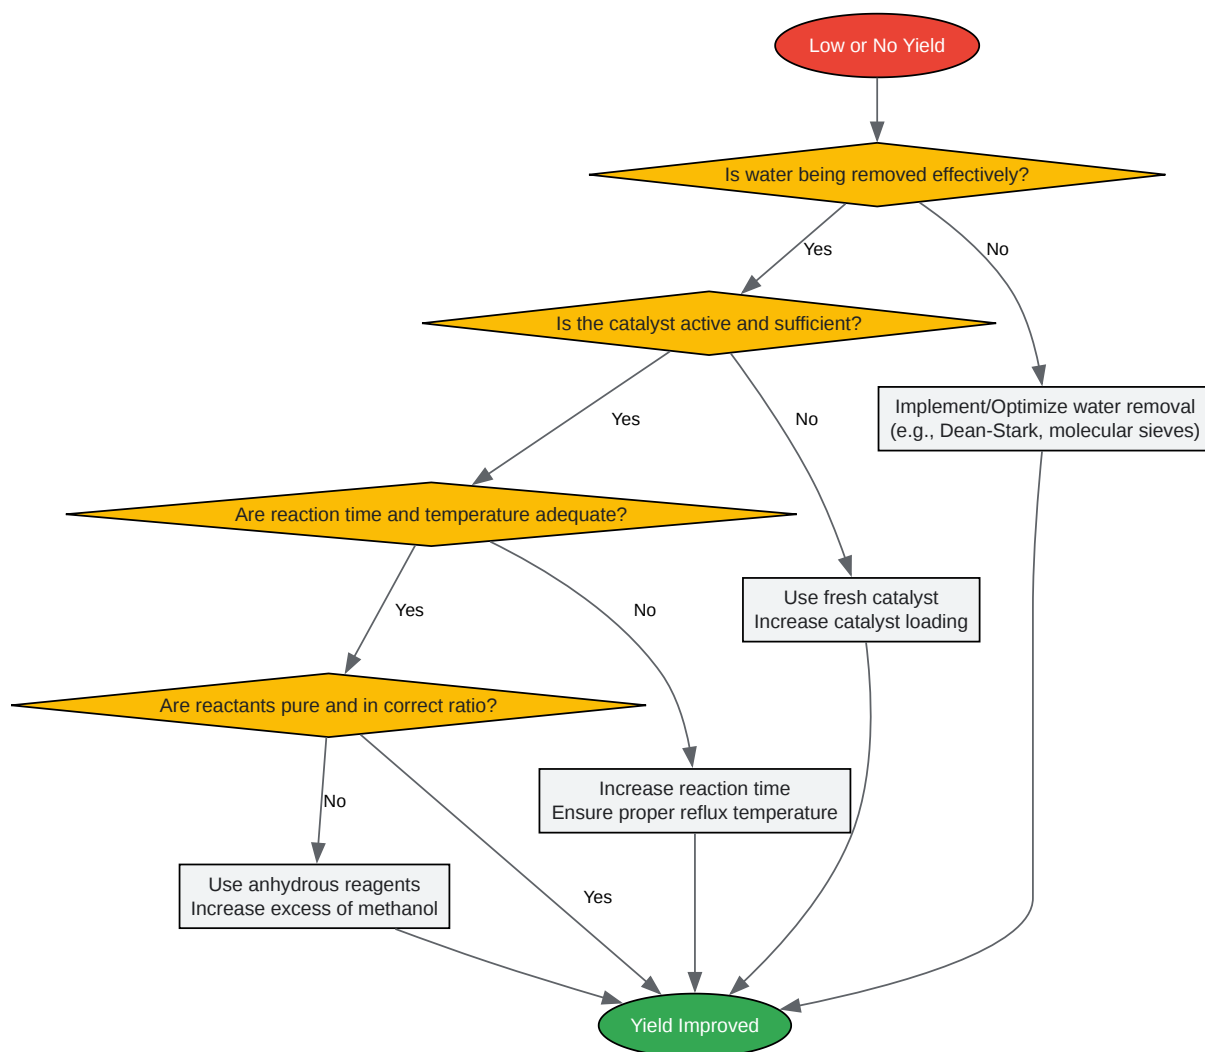 Low or No Yield
Is water being removed effectively?
Yes
No
Is the catalyst active and sufficient?
Implement/Optimize water removal
(e.g., Dean-Stark, molecular sieves)
Yes
No
Are reaction time and temperature adequate?
Use fresh catalyst
Increase catalyst loading
Yes
No
Are reactants pure and in correct ratio?
Increase reaction time
Ensure proper reflux temperature
No
Yes
Use anhydrous reagents
Increase excess of methanol
Yield Improved